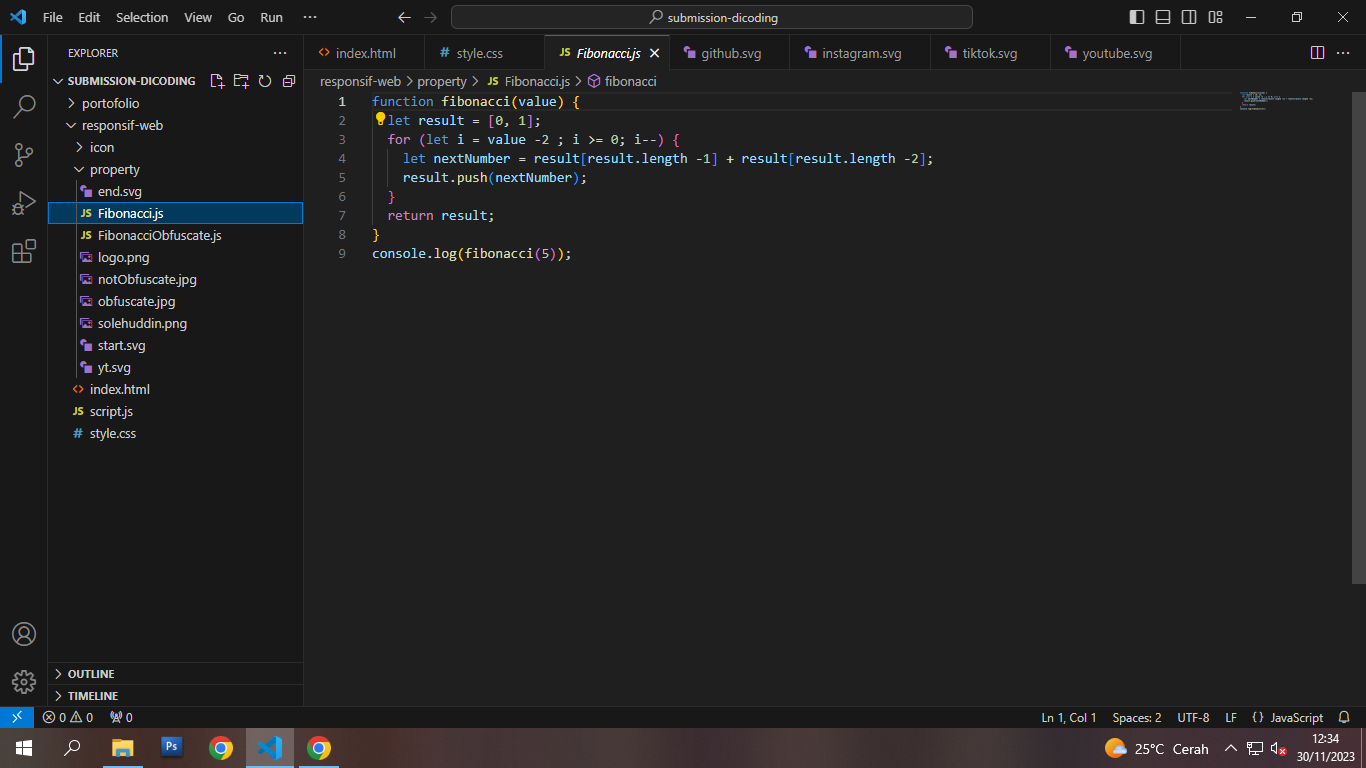 File Edit Selection View Go Run ··· submission-dicoding
EXPLORER ···
SUBMISSION-DICODING
portofolio
responsif-web
icon
property
end.svg
JS Fibonacci.js
JS FibonacciObfuscate.js
logo.png
notObfuscate.jpg
obfuscate.jpg
solehuddin.png
start.svg
yt.svg
<> index.html
JS script.js
# style.css
OUTLINE
TIMELINE
<> index.html # style.css JS Fibonacci.js github.svg instagram.svg tiktok.svg youtube.svg ···
responsif-web > property > JS Fibonacci.js > fibonacci
1 function fibonacci(value) {
2 let result = [0, 1];
3 for (let i = value -2 ; i >= 0; i--) {
4 let nextNumber = result[result.length -1] + result[result.length -2];
5 result.push(nextNumber);
6 }
7 return result;
8 }
9 console.log(fibonacci(5));
0 0 0 Ln 1, Col 1 Spaces: 2 UTF-8 LF {} JavaScript
Ps 25°C Cerah 12:34
30/11/2023